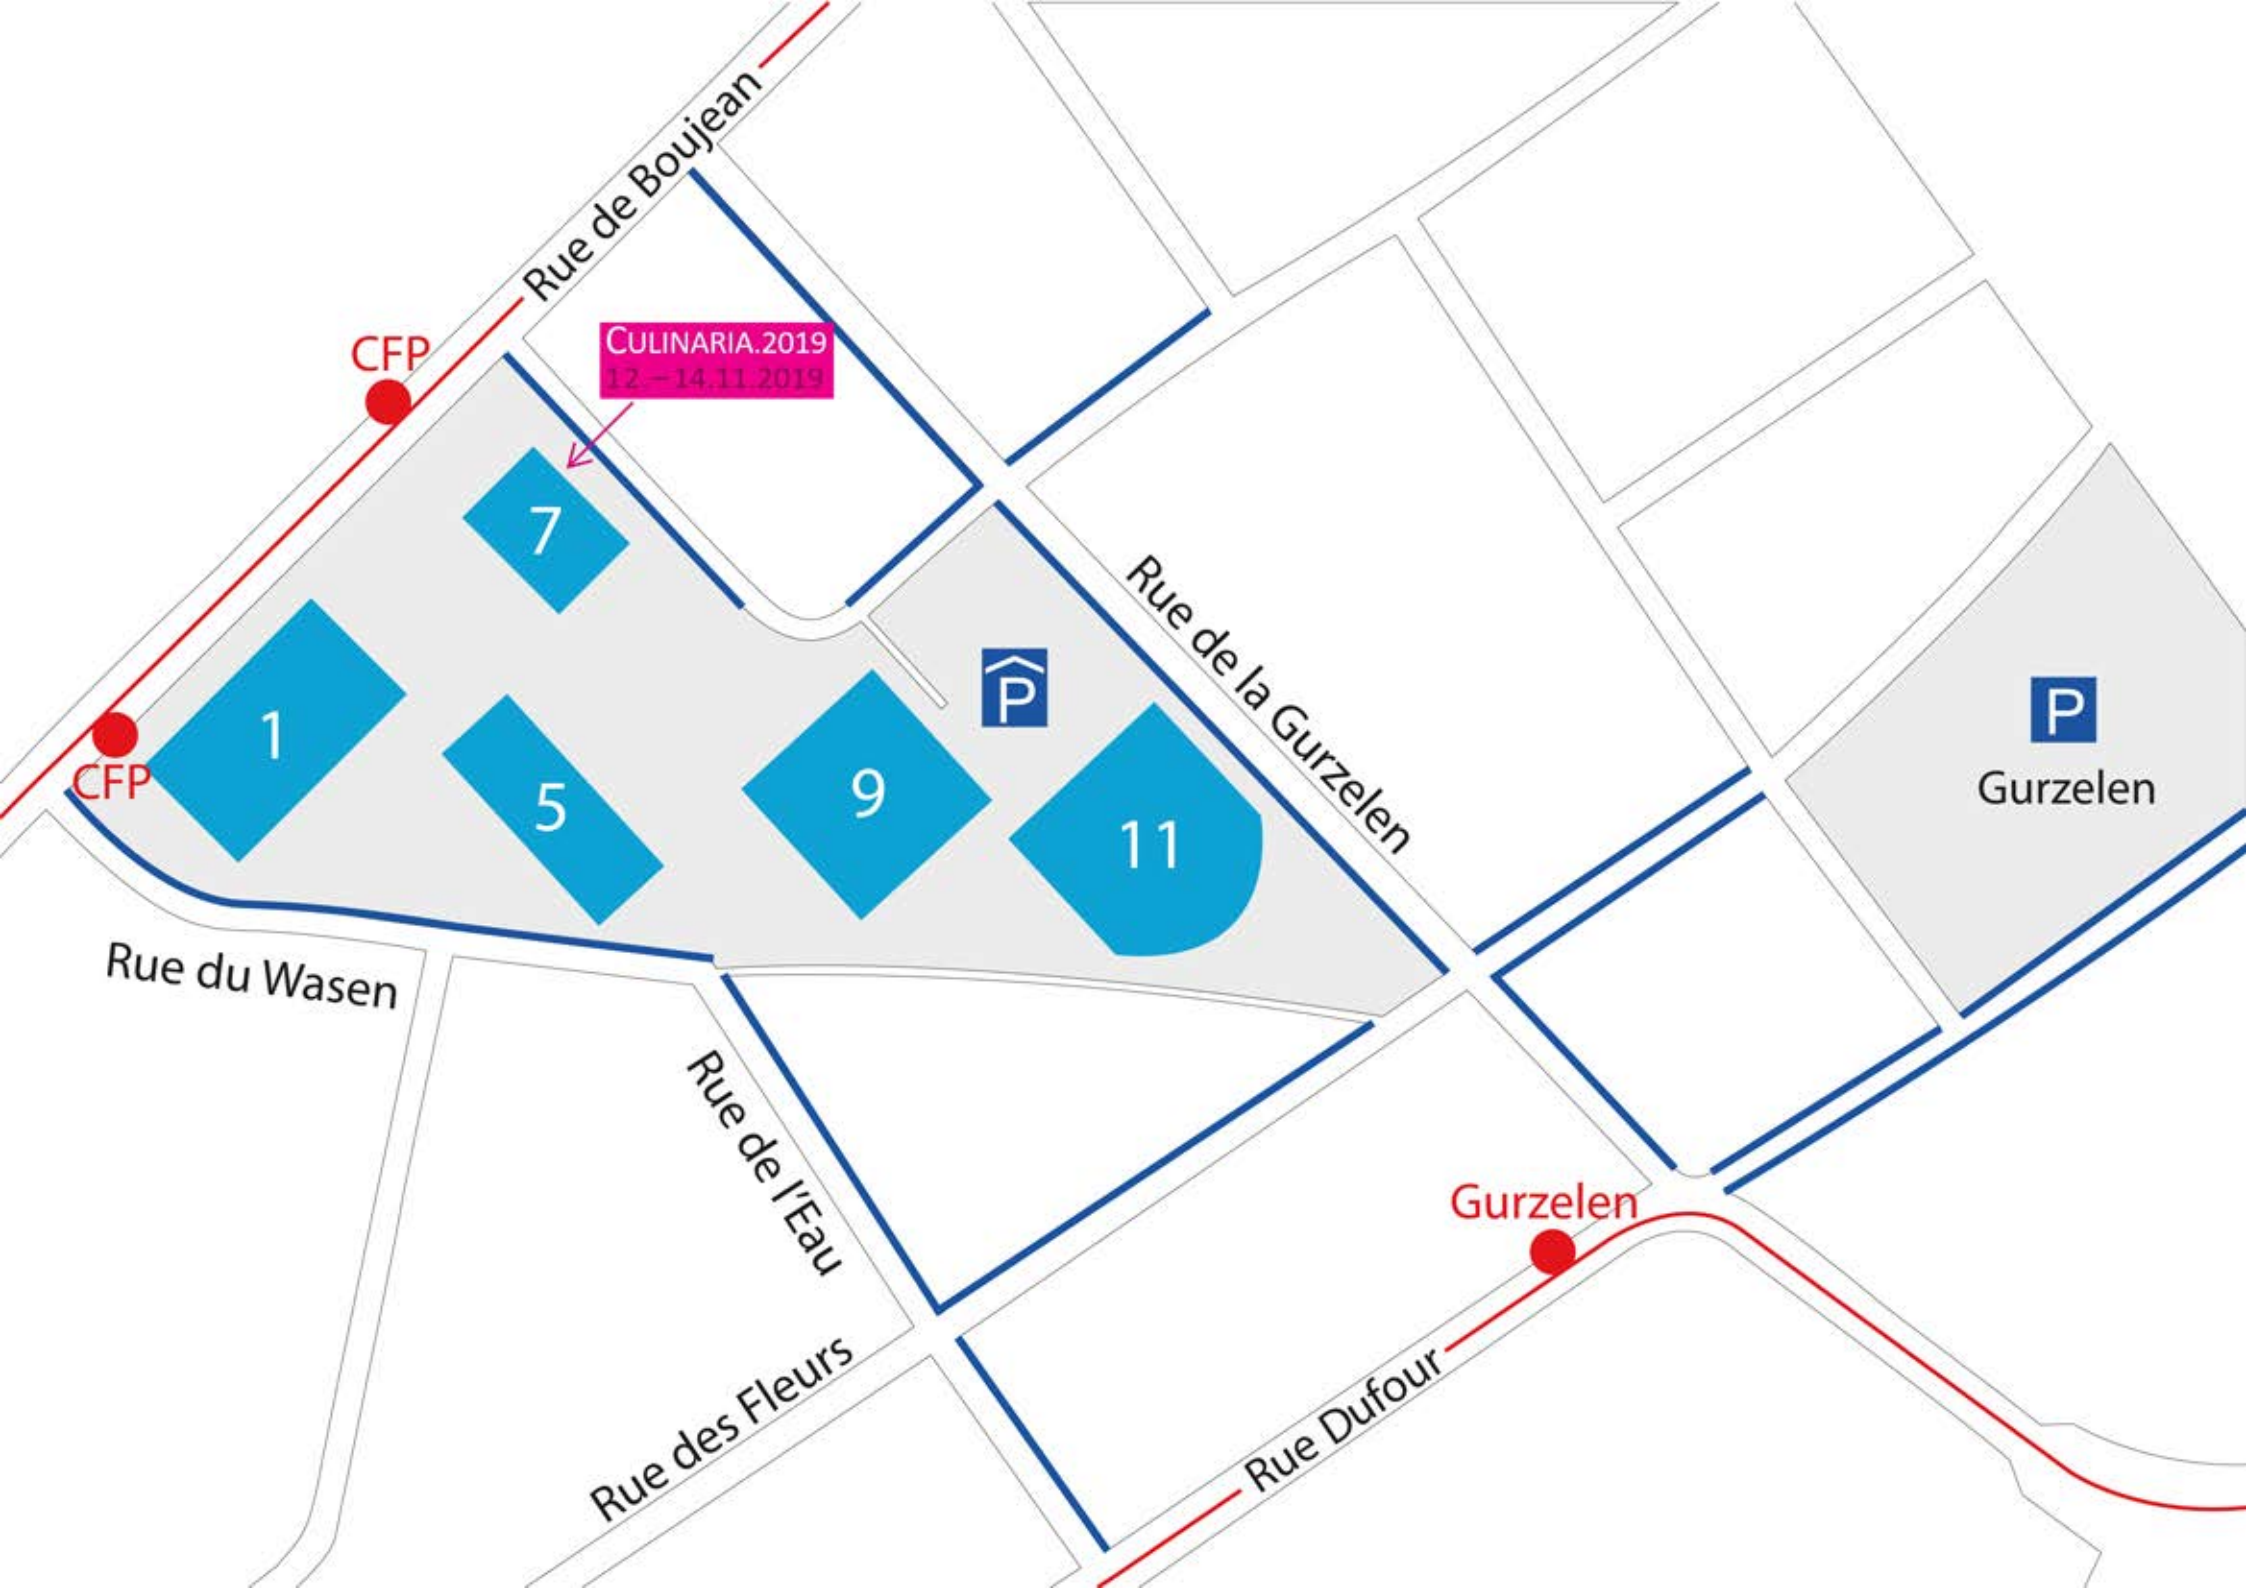 Rue de Boujean
CFP
CULINARIA.2019
12.–14.11.2019
7
1
CFP
5
9
P
11
Rue de la Gurzelen
P
Gurzelen
Rue du Wasen
Rue de l'Eau
Gurzelen
Rue des Fleurs
Rue Dufour